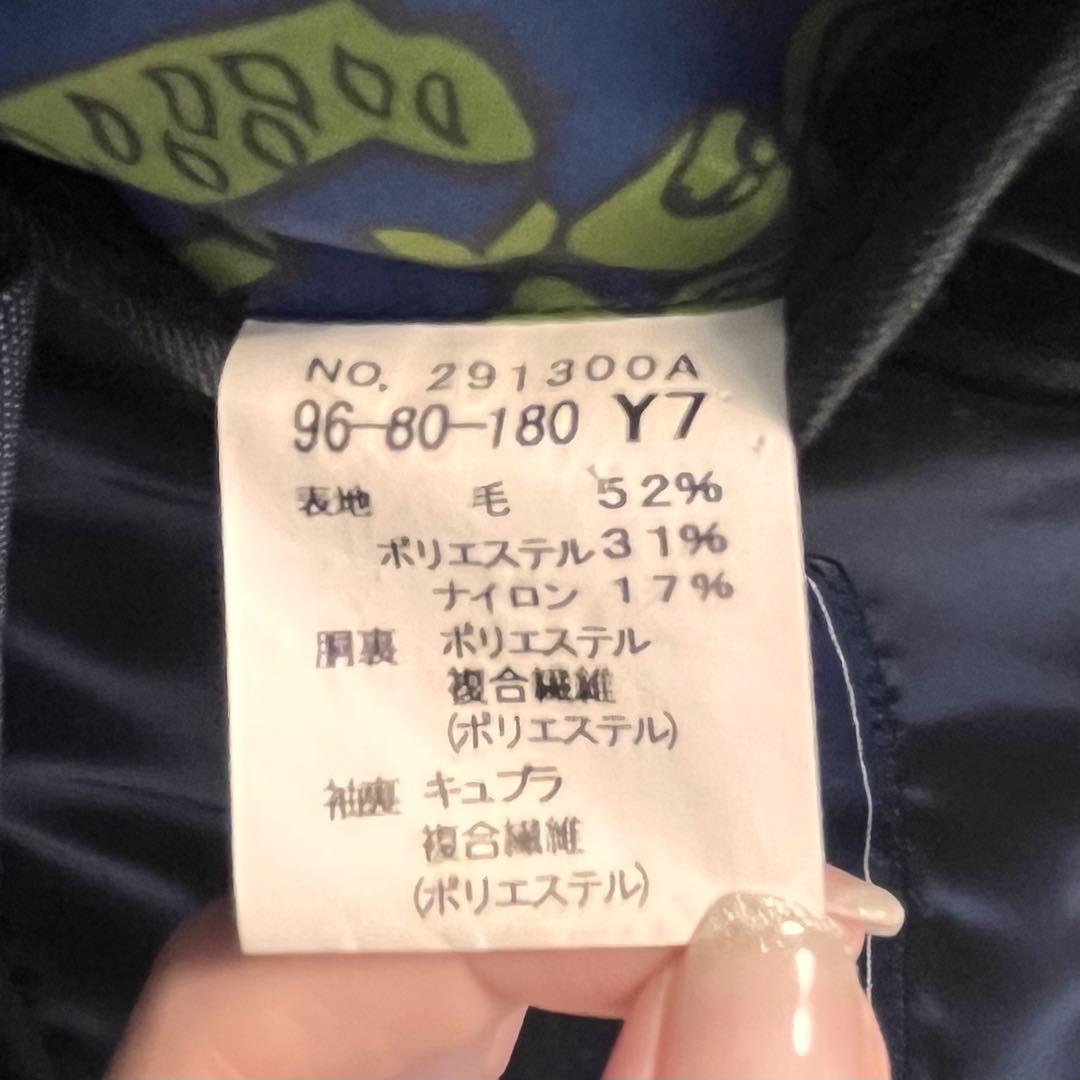 NO. 291300A
96-80-180 Y7
表地 毛 52%
ポリエステル 31%
ナイロン 17%
胴裏 ポリエステル
複合繊維
(ポリエステル)
袖裏 キュプラ
複合繊維
(ポリエステル)